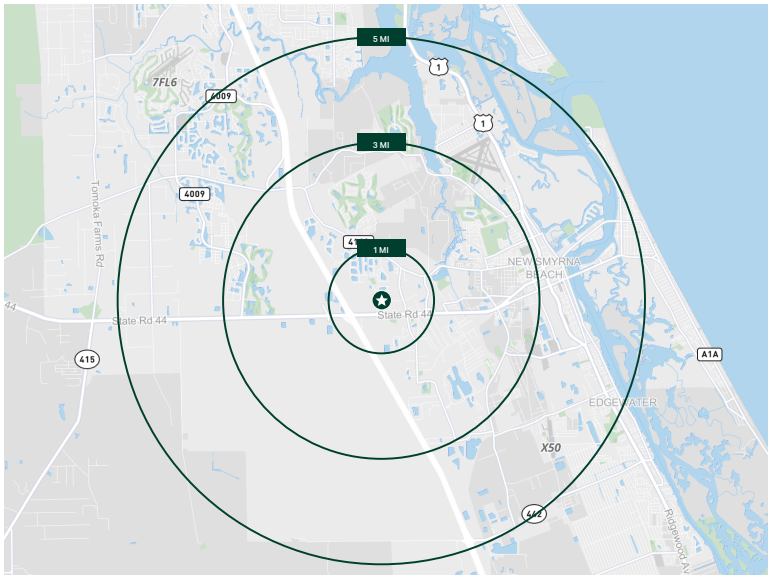 5 MI
1
7FL6
4009
1
3 MI
4009
Tomoka Farms Rd
1 MI
NEW SMYRNA
BEACH
44
State Rd 44
State Rd 44
415
A1A
EDGEWATER
X50
442
Ridgewood Av